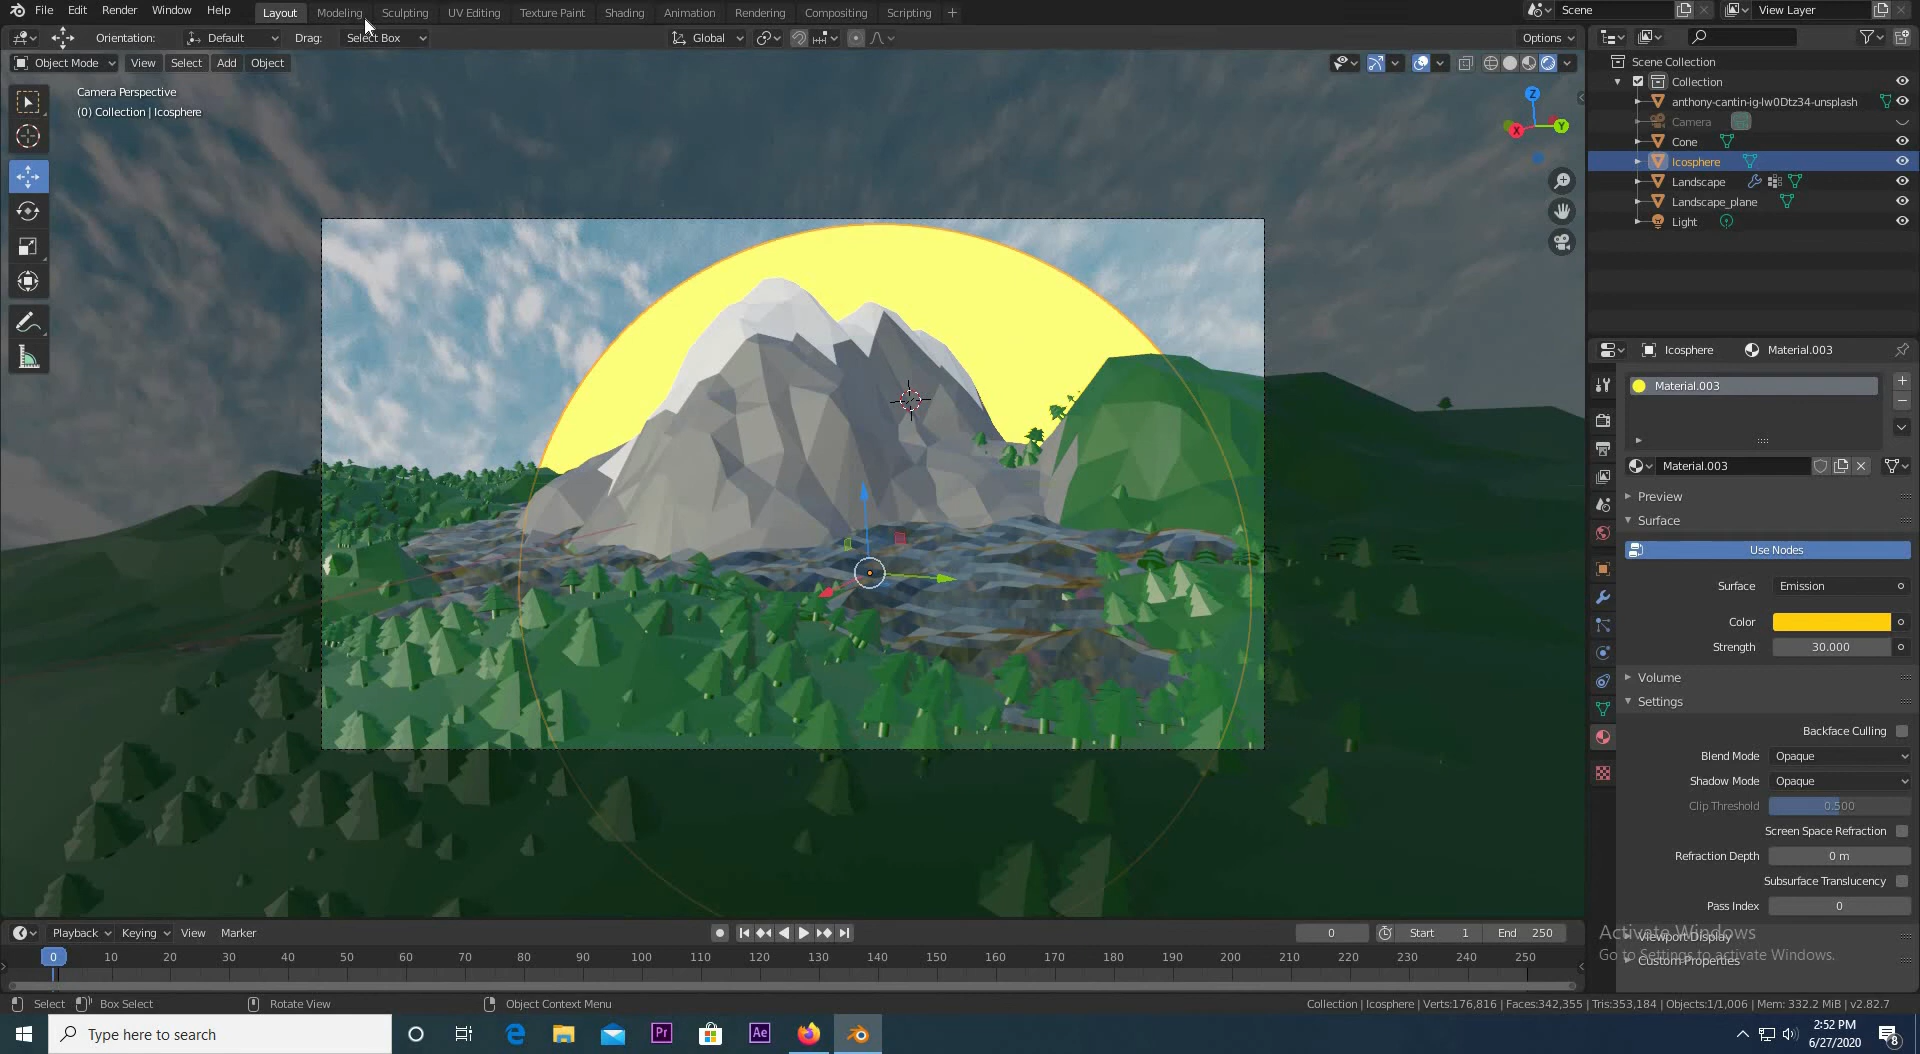 File Edit Render Window Help Layout Modeling Sculpting UV Editing Texture Paint Shading Animation Rendering Compositing Scripting + Scene View Layer
Orientation: Default Drag: Select Box Global Options
Object Mode View Select Add Object
Camera Perspective
(0) Collection | Icosphere
Z
X
Y
Scene Collection
Collection
anthony-cantin-ig-lw0Dtz34-unsplash
Camera
Cone
Icosphere
Landscape
Landscape_plane
Light
Icosphere Material.003
Material.003
Material.003
Preview
Surface
Use Nodes
Surface Emission
Color
Strength 30.000
Volume
Settings
Backface Culling
Blend Mode Opaque
Shadow Mode Opaque
Clip Threshold 0.500
Screen Space Refraction
Refraction Depth 0 m
Subsurface Translucency
Pass Index 0
Viewport Display
Custom Properties
Activate Windows
Go to Settings to activate Windows.
Playback Keying View Marker 0 Start 1 End 250
0 10 20 30 40 50 60 70 80 90 100 110 120 130 140 150 160 170 180 190 200 210 220 230 240 250
Select Box Select Rotate View Object Context Menu Collection | Icosphere | Verts:176,816 | Faces:342,355 | Tris:353,184 | Objects:1/1,006 | Mem: 332.2 MiB | v2.82.7
Type here to search e Pr Ae 2:52 PM
6/27/2020 8